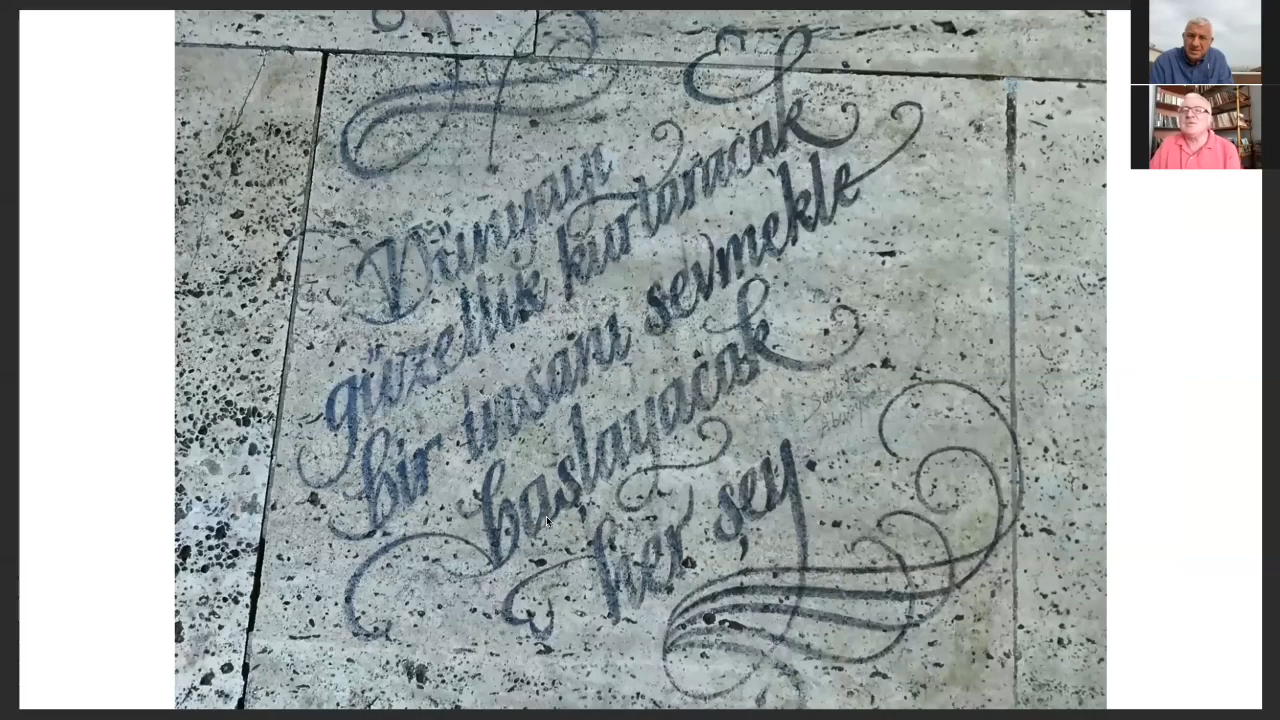 Dünyayı
güzellik kurtaracak
bir insanı sevmekle
başlayacak
her şey